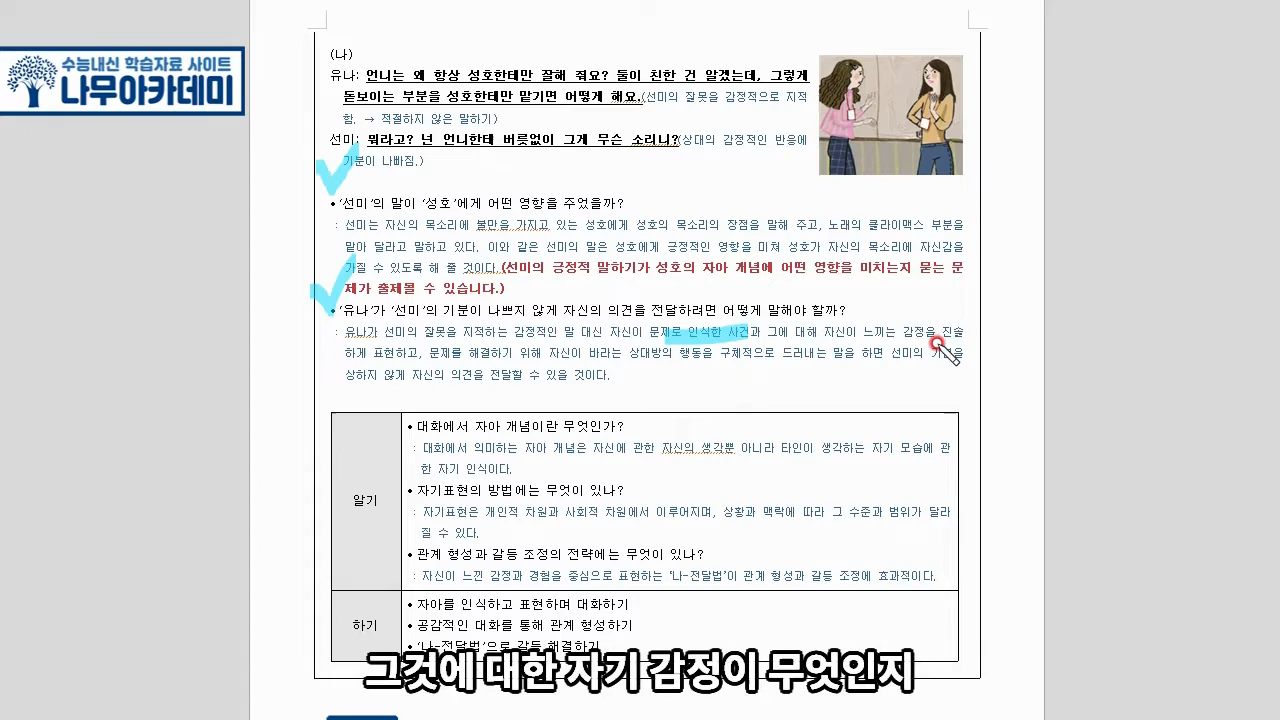 수능내신 학습자료 사이트
나무아카데미
(나)
유나: 언니는 왜 항상 성호한테만 잘해 줘요? 둘이 친한 건 알겠는데, 그렇게
돋보이는 부분을 성호한테만 맡기면 어떻게 해요.(선미의 잘못을 감정적으로 지적
함. → 적절하지 않은 말하기)
선미: 뭐라고? 넌 언니한테 버릇없이 그게 무슨 소리니?(상대의 감정적인 반응에
기분이 나빠짐.)
• '선미'의 말이 '성호'에게 어떤 영향을 주었을까?
: 선미는 자신의 목소리에 불만을 가지고 있는 성호에게 성호의 목소리의 장점을 말해 주고, 노래의 클라이맥스 부분을
맡아 달라고 말하고 있다. 이와 같은 선미의 말은 성호에게 긍정적인 영향을 미쳐 성호가 자신의 목소리에 자신감을
가질 수 있도록 해 줄 것이다.(선미의 긍정적 말하기가 성호의 자아 개념에 어떤 영향을 미치는지 묻는 문
제가 출제될 수 있습니다.)
• '유나'가 '선미'의 기분이 나쁘지 않게 자신의 의견을 전달하려면 어떻게 말해야 할까?
: 유나가 선미의 잘못을 지적하는 감정적인 말 대신 자신이 문제로 인식한 사건과 그에 대해 자신이 느끼는 감정을 진솔
하게 표현하고, 문제를 해결하기 위해 자신이 바라는 상대방의 행동을 구체적으로 드러내는 말을 하면 선미의 기분을
상하지 않게 자신의 의견을 전달할 수 있을 것이다.
알기
• 대화에서 자아 개념이란 무엇인가?
: 대화에서 의미하는 자아 개념은 자신에 관한 자신의 생각뿐 아니라 타인이 생각하는 자기 모습에 관
한 자기 인식이다.
• 자기표현의 방법에는 무엇이 있나?
: 자기표현은 개인적 차원과 사회적 차원에서 이루어지며, 상황과 맥락에 따라 그 수준과 범위가 달라
질 수 있다.
• 관계 형성과 갈등 조정의 전략에는 무엇이 있나?
: 자신이 느낀 감정과 경험을 중심으로 표현하는 '나-전달법'이 관계 형성과 갈등 조정에 효과적이다.
하기
• 자아를 인식하고 표현하며 대화하기
• 공감적인 대화를 통해 관계 형성하기
• '나-전달법'으로 갈등 해결하기
그것에 대한 자기 감정이 무엇인지